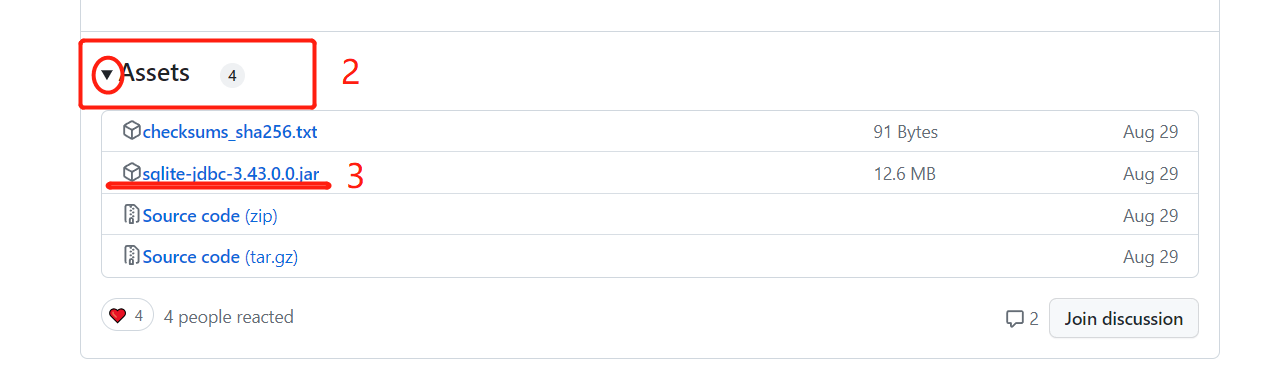 Assets 4 2
checksums_sha256.txt 91 Bytes Aug 29
sqlite-jdbc-3.43.0.0.jar 3 12.6 MB Aug 29
Source code (zip) Aug 29
Source code (tar.gz) Aug 29
4 4 people reacted 2 Join discussion